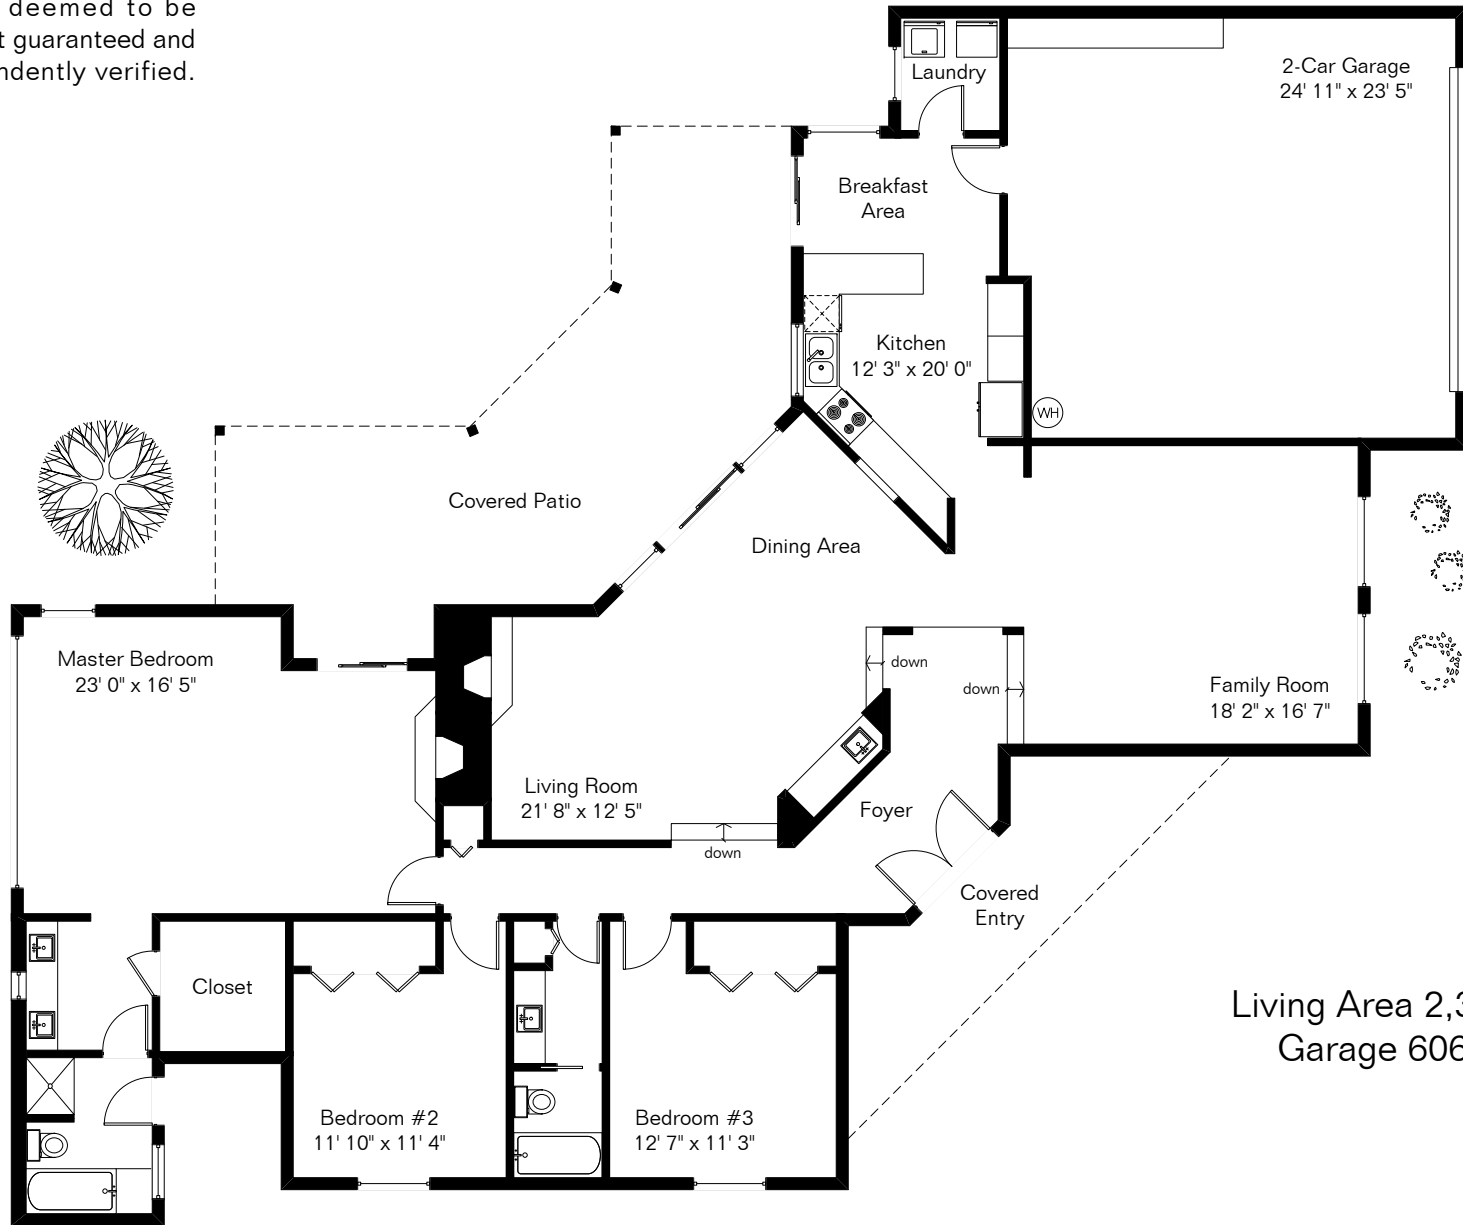 deemed to be
guaranteed and
verified.
Laundry
2-Car Garage
24' 11" x 23' 5"
Breakfast
Area
Kitchen
12' 3" x 20' 0"
WH
Covered Patio
Dining Area
Master Bedroom
23' 0" x 16' 5"
down
down
Family Room
18' 2" x 16' 7"
Living Room
21' 8" x 12' 5"
Foyer
down
Covered
Entry
Closet
Living Area 2,3
Garage 606
Bedroom #2
11' 10" x 11' 4"
Bedroom #3
12' 7" x 11' 3"